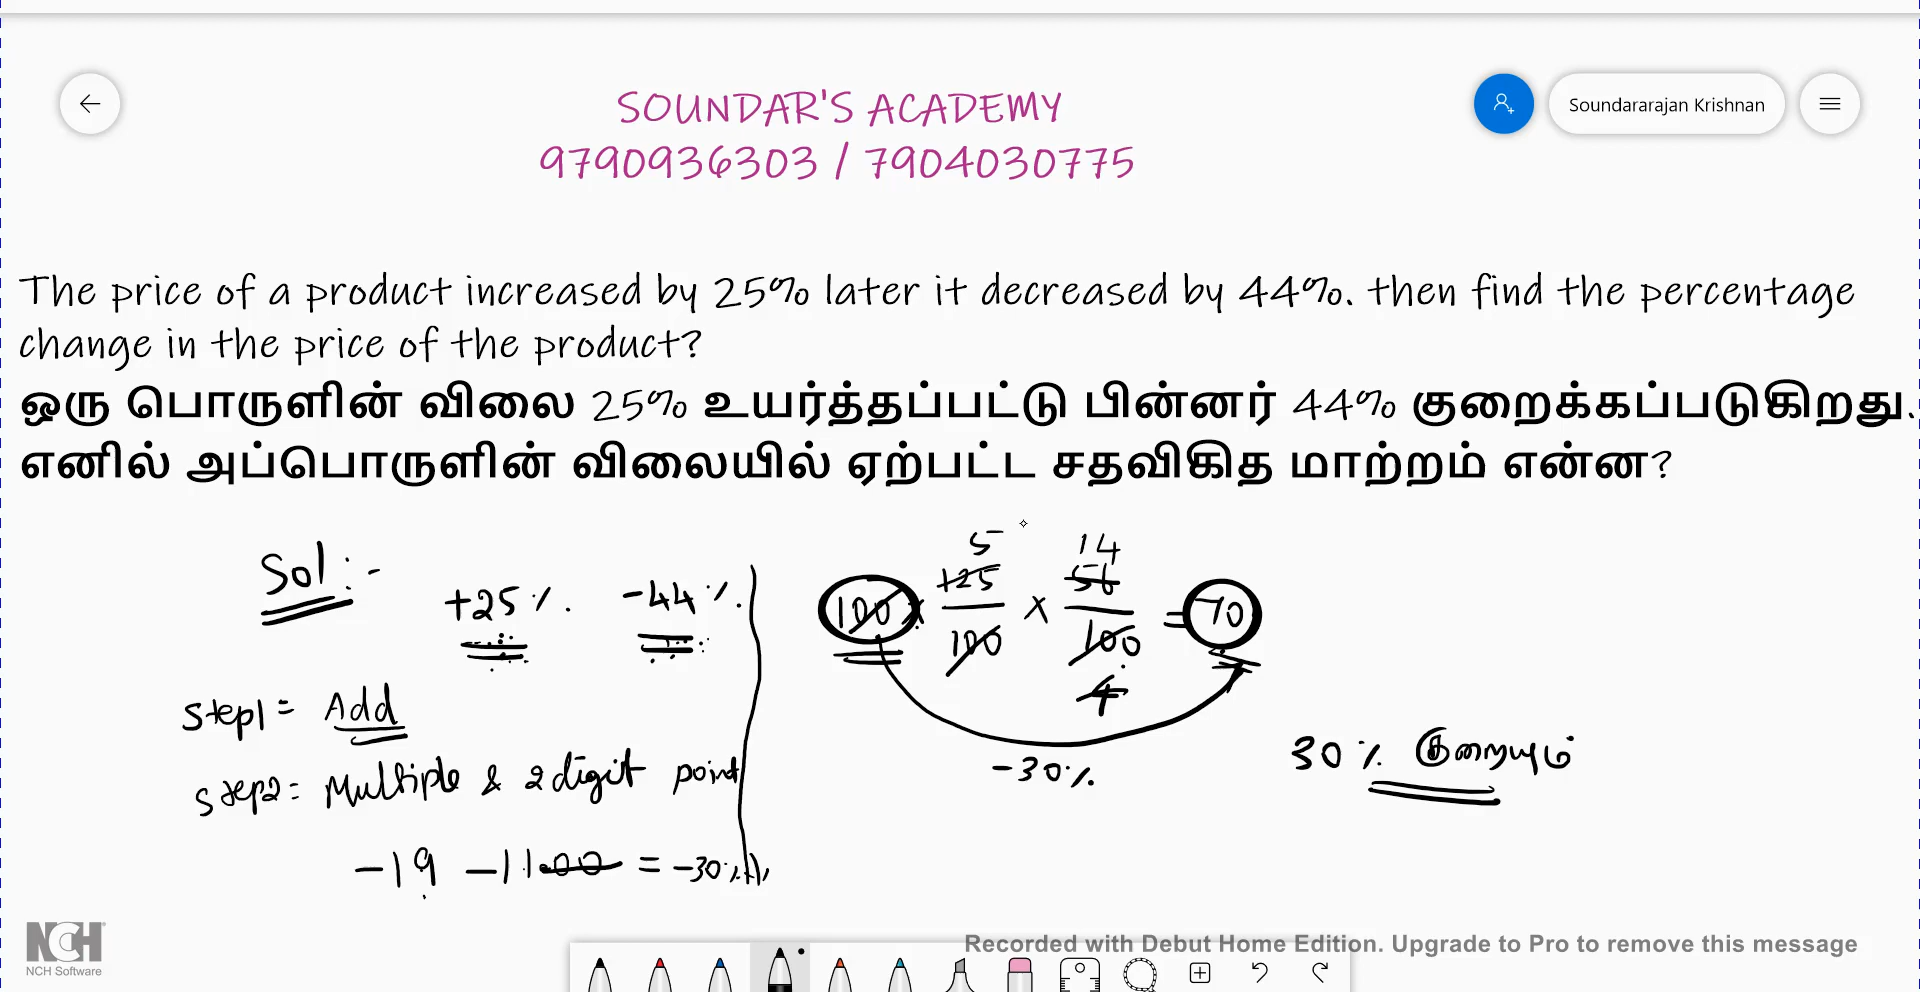 SOUNDAR'S ACADEMY
Soundararajan Krishnan
9790936303 / 7904030775
The price of a product increased by 25% later it decreased by 44%. then find the percentage
change in the price of the product?
ஒரு பொருளின் விலை 25% உயர்த்தப்பட்டு பின்னர் 44% குறைக்கப்படுகிறது.
எனில் அப்பொருளின் விலையில் ஏற்பட்ட சதவிகித மாற்றம் என்ன?
Sol:-
+25% -44%
5 14
100 × 125/100 × 56/100 = 70
4
-30%
Step1 = Add
30% குறையும்
Step2 = Multiple & 2 digit point
-19 -1100 = -30%
NCH
NCH Software
Recorded with Debut Home Edition. Upgrade to Pro to remove this message